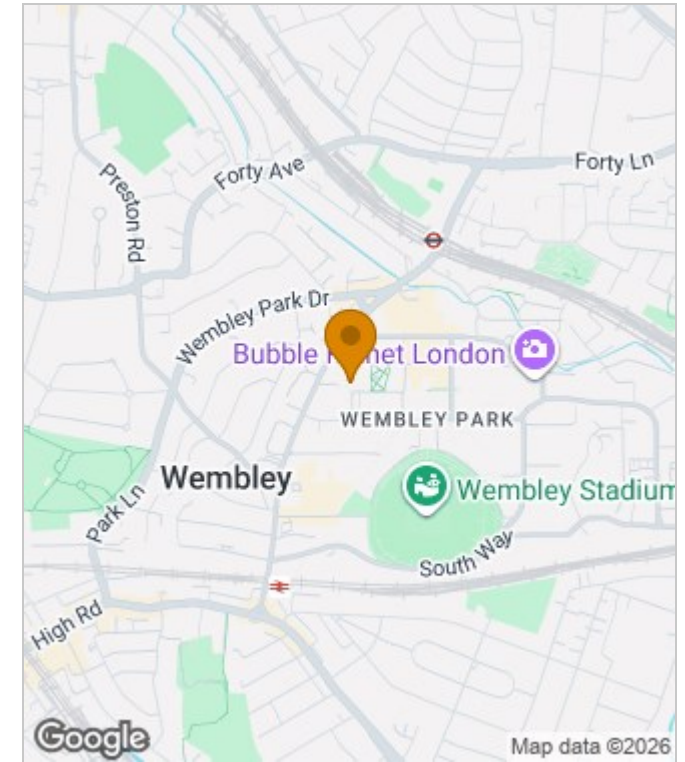 Forty Ave
Forty Ln
Preston Rd
Wembley Park Dr
Bubble Planet London
WEMBLEY PARK
Wembley
Wembley Stadium
Park Ln
South Way
High Rd
Google
Map data ©2026